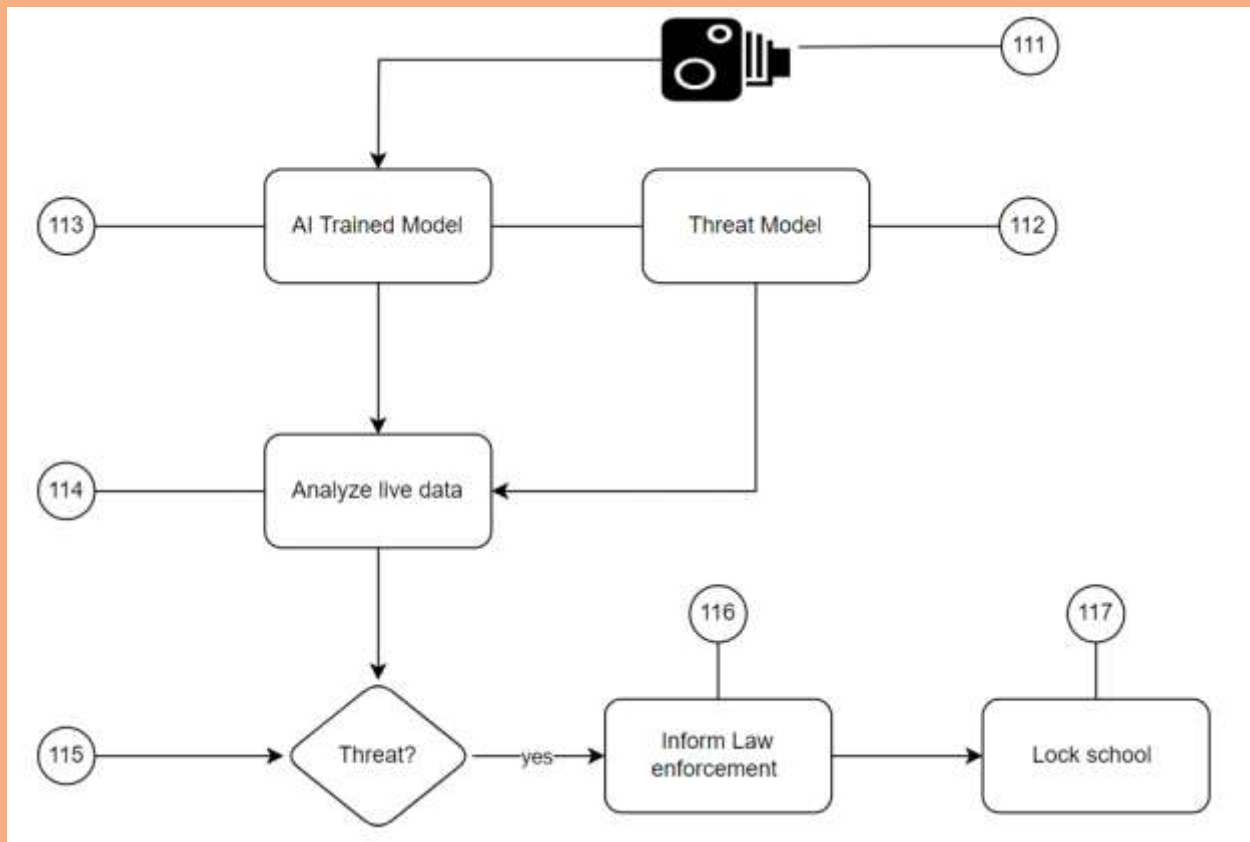 111
113
AI Trained Model
Threat Model
112
114
Analyze live data
116
117
115
Threat?
yes
Inform Law
enforcement
Lock school